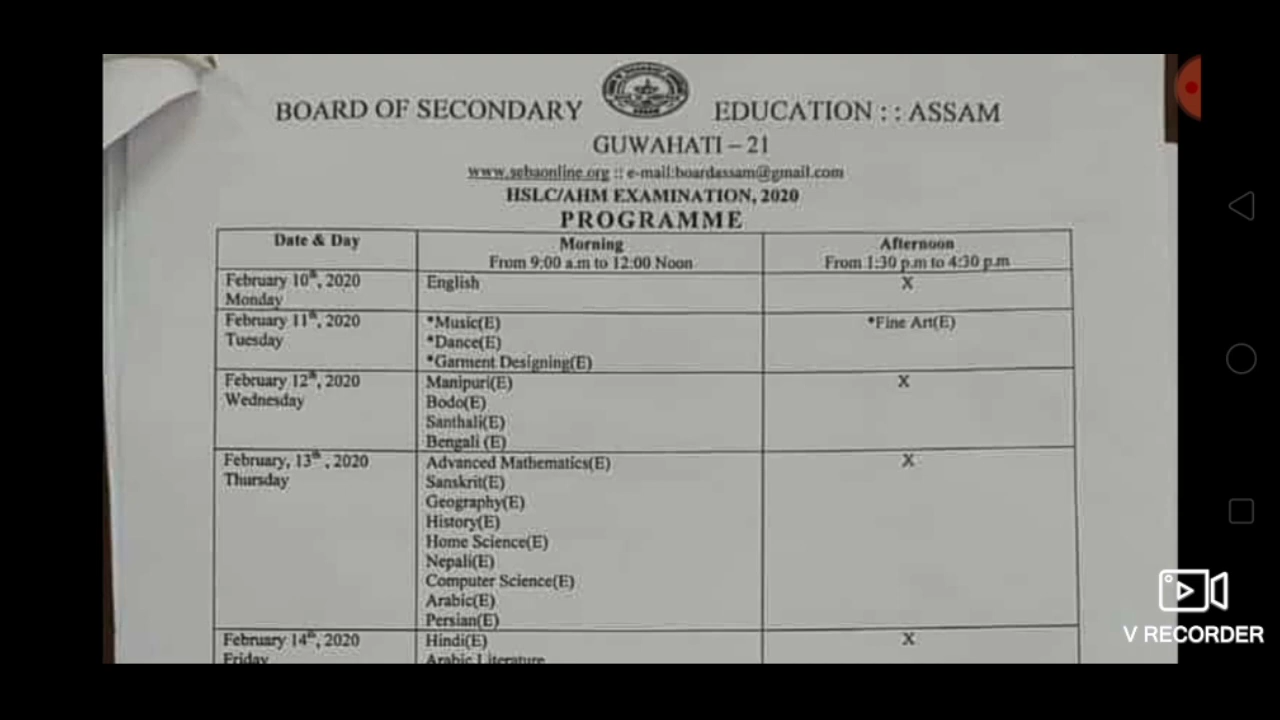 BOARD OF SECONDARY EDUCATION : : ASSAM
GUWAHATI – 21
www.sebaonline.org :: e-mail:boardassam@gmail.com
HSLC/AHM EXAMINATION, 2020
PROGRAMME
Date & Day Morning Afternoon
From 9:00 a.m to 12:00 Noon From 1:30 p.m to 4:30 p.m
February 10th, 2020 English X
Monday
February 11th, 2020 *Music(E) *Fine Art(E)
Tuesday *Dance(E)
*Garment Designing(E)
February 12th, 2020 Manipuri(E) X
Wednesday Bodo(E)
Santhali(E)
Bengali (E)
February, 13th , 2020 Advanced Mathematics(E) X
Thursday Sanskrit(E)
Geography(E)
History(E)
Home Science(E)
Nepali(E)
Computer Science(E)
Arabic(E)
Persian(E)
February 14th, 2020 Hindi(E) X
Friday Arabic Literature
V RECORDER